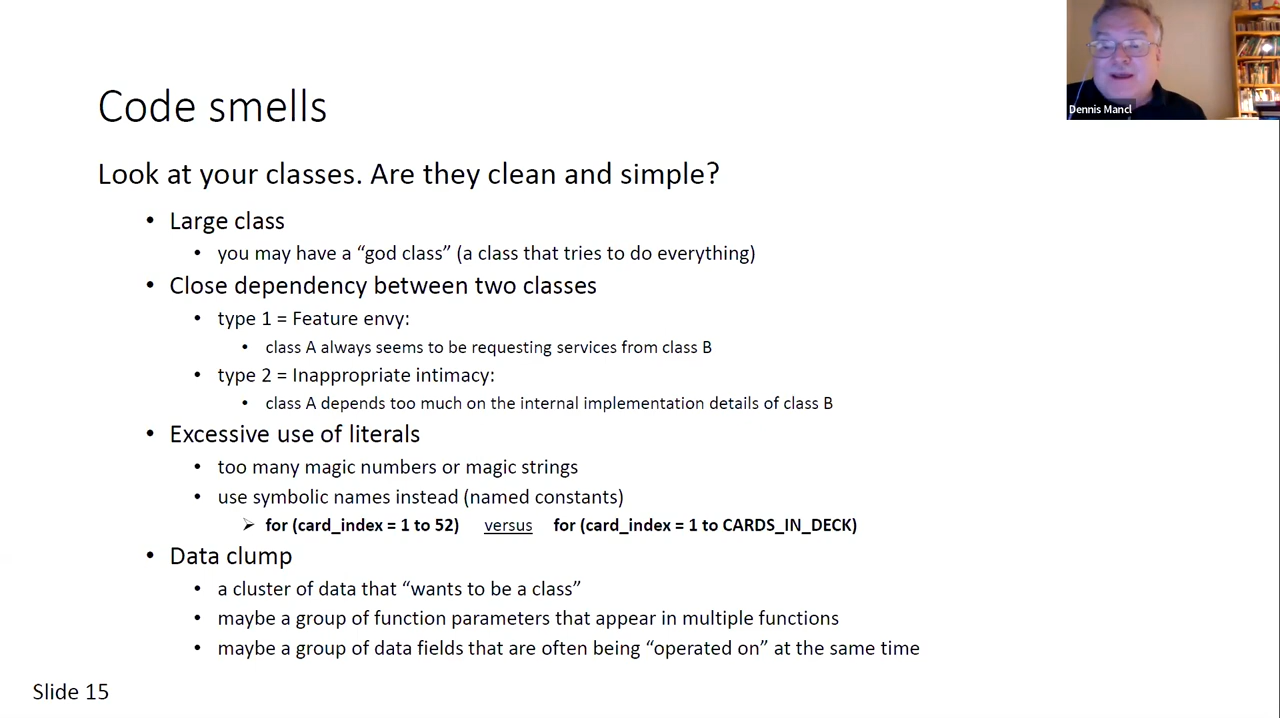 Dennis Mancl
Code smells
Look at your classes. Are they clean and simple?
• Large class
• you may have a “god class” (a class that tries to do everything)
• Close dependency between two classes
• type 1 = Feature envy:
• class A always seems to be requesting services from class B
• type 2 = Inappropriate intimacy:
• class A depends too much on the internal implementation details of class B
• Excessive use of literals
• too many magic numbers or magic strings
• use symbolic names instead (named constants)
➢ for (card_index = 1 to 52) versus for (card_index = 1 to CARDS_IN_DECK)
• Data clump
• a cluster of data that “wants to be a class”
• maybe a group of function parameters that appear in multiple functions
• maybe a group of data fields that are often being “operated on” at the same time
Slide 15